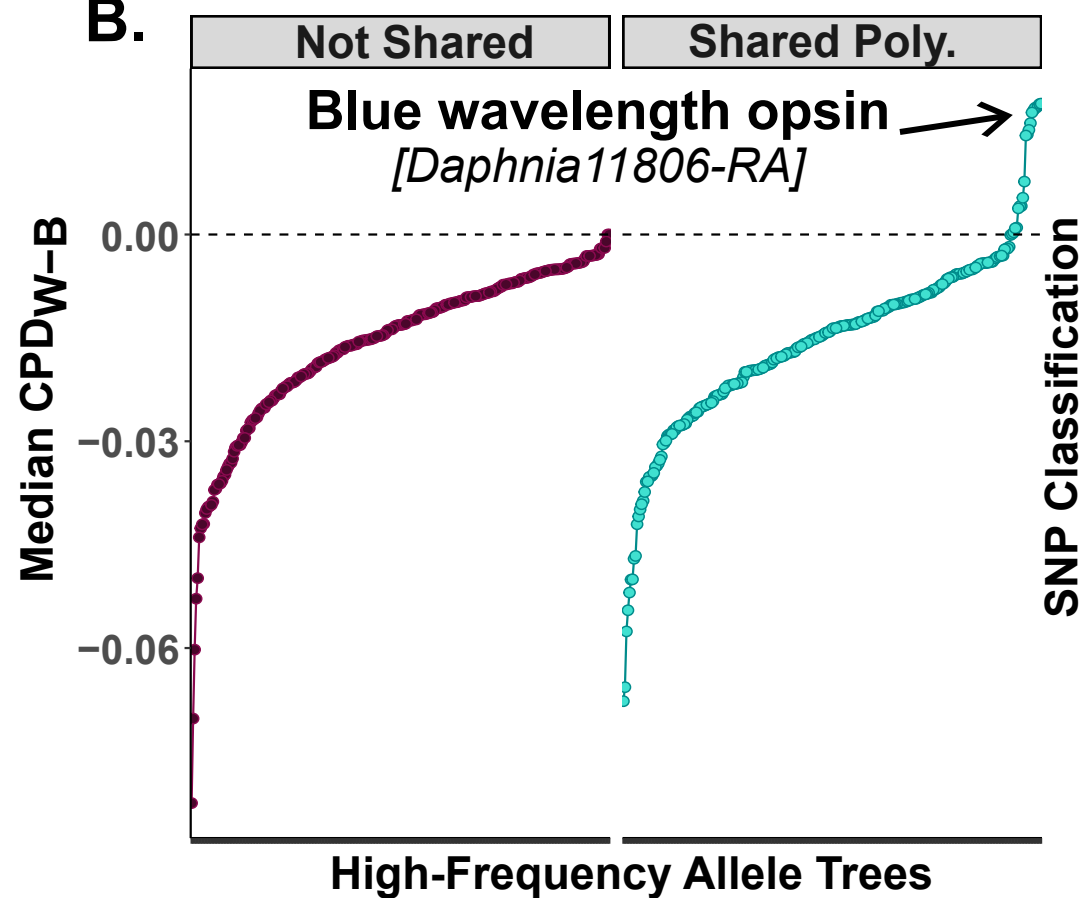 B.
Not Shared
Shared Poly.
Blue wavelength opsin
[Daphnia11806-RA]
Median CPDW−B
0.00
−0.03
−0.06
SNP Classification
High-Frequency Allele Trees